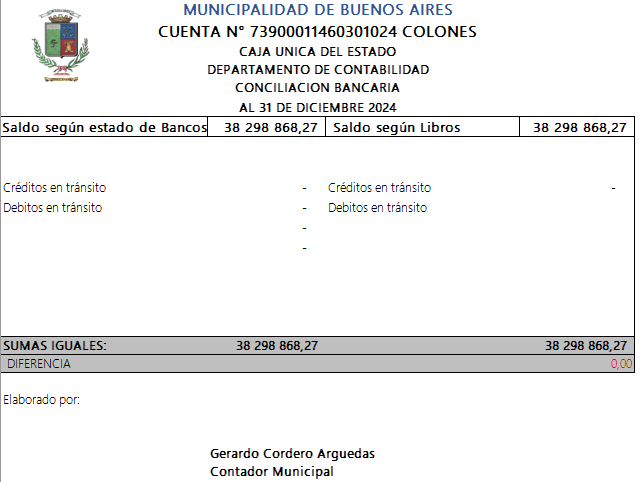 MUNICIPALIDAD DE BUENOS AIRES
CUENTA N° 73900011460301024 COLONES
CAJA UNICA DEL ESTADO
DEPARTAMENTO DE CONTABILIDAD
CONCILIACION BANCARIA
AL 31 DE DICIEMBRE 2024
Saldo según estado de Bancos 38 298 868,27 Saldo según Libros 38 298 868,27
Créditos en tránsito - Créditos en tránsito -
Debitos en tránsito - Debitos en tránsito
-
-
SUMAS IGUALES: 38 298 868,27 38 298 868,27
DIFERENCIA 0,00
Elaborado por:
Gerardo Cordero Arguedas
Contador Municipal